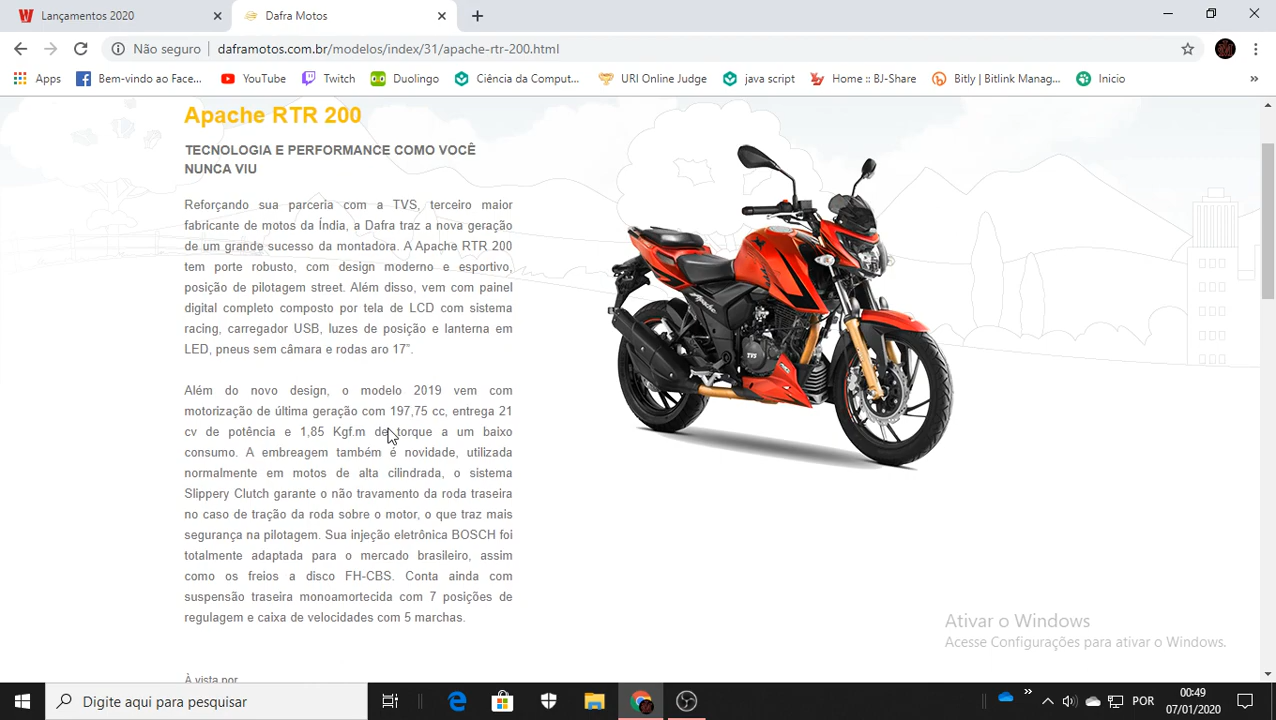 Lançamentos 2020
Dafra Motos
Não seguro
daframotos.com.br/modelos/index/31/apache-rtr-200.html
Apps
Bem-vindo ao Face...
YouTube
Twitch
Duolingo
Ciência da Comput...
URI Online Judge
java script
Home :: BJ-Share
Bitly | Bitlink Manag...
Inicio
Apache RTR 200
TECNOLOGIA E PERFORMANCE COMO VOCÊ
NUNCA VIU
Reforçando sua parceria com a TVS, terceiro maior
fabricante de motos da Índia, a Dafra traz a nova geração
de um grande sucesso da montadora. A Apache RTR 200
tem porte robusto, com design moderno e esportivo,
posição de pilotagem street. Além disso, vem com painel
digital completo composto por tela de LCD com sistema
racing, carregador USB, luzes de posição e lanterna em
LED, pneus sem câmara e rodas aro 17”.
Além do novo design, o modelo 2019 vem com
motorização de última geração com 197,75 cc, entrega 21
cv de potência e 1,85 Kgf.m de torque a um baixo
consumo. A embreagem também é novidade, utilizada
normalmente em motos de alta cilindrada, o sistema
Slippery Clutch garante o não travamento da roda traseira
no caso de tração da roda sobre o motor, o que traz mais
segurança na pilotagem. Sua injeção eletrônica BOSCH foi
totalmente adaptada para o mercado brasileiro, assim
como os freios a disco FH-CBS. Conta ainda com
suspensão traseira monoamortecida com 7 posições de
regulagem e caixa de velocidades com 5 marchas.
À vista por
Apache
TVS
Ativar o Windows
Acesse Configurações para ativar o Windows.
Digite aqui para pesquisar
POR
00:49
07/01/2020